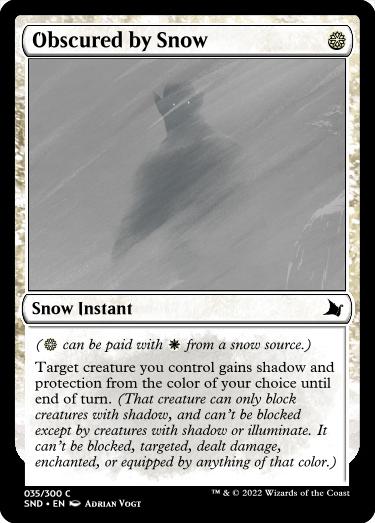 Obscured by Snow
Snow Instant
( can be paid with from a snow source.)
Target creature you control gains shadow and
protection from the color of your choice until
end of turn. (That creature can only block
creatures with shadow, and can't be blocked
except by creatures with shadow or illuminate. It
can't be blocked, targeted, dealt damage,
enchanted, or equipped by anything of that color.)
035/300 C
SND • EN ADRIAN VOGT
™ & © 2022 Wizards of the Coast